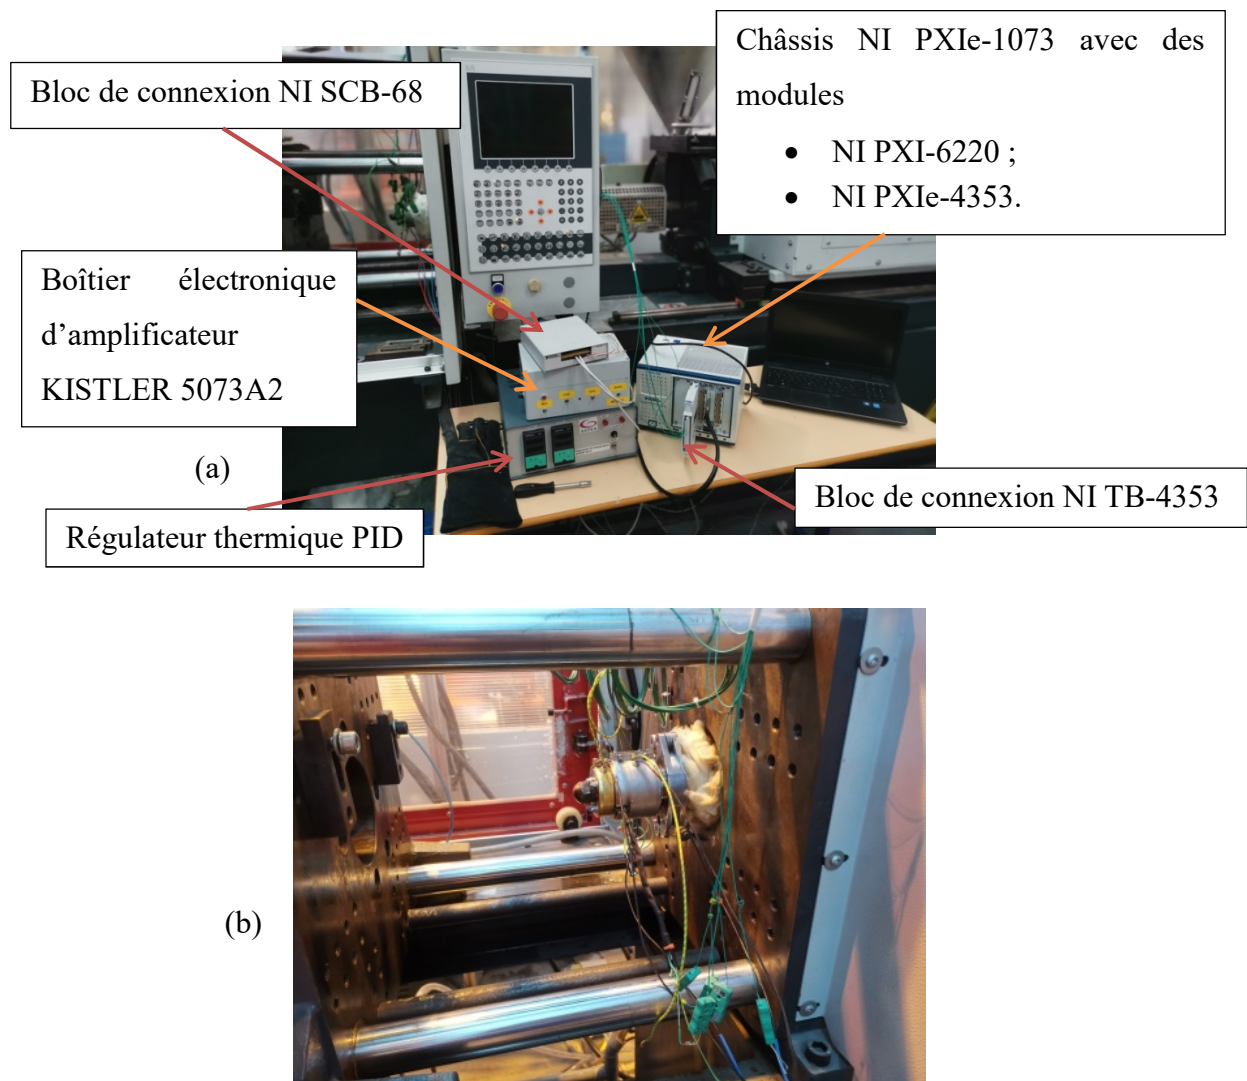 Bloc de connexion NI SCB-68
Châssis NI PXIe-1073 avec des
modules
• NI PXI-6220 ;
• NI PXIe-4353.
Boîtier électronique
d’amplificateur
KISTLER 5073A2
(a)
Bloc de connexion NI TB-4353
Régulateur thermique PID
(b)